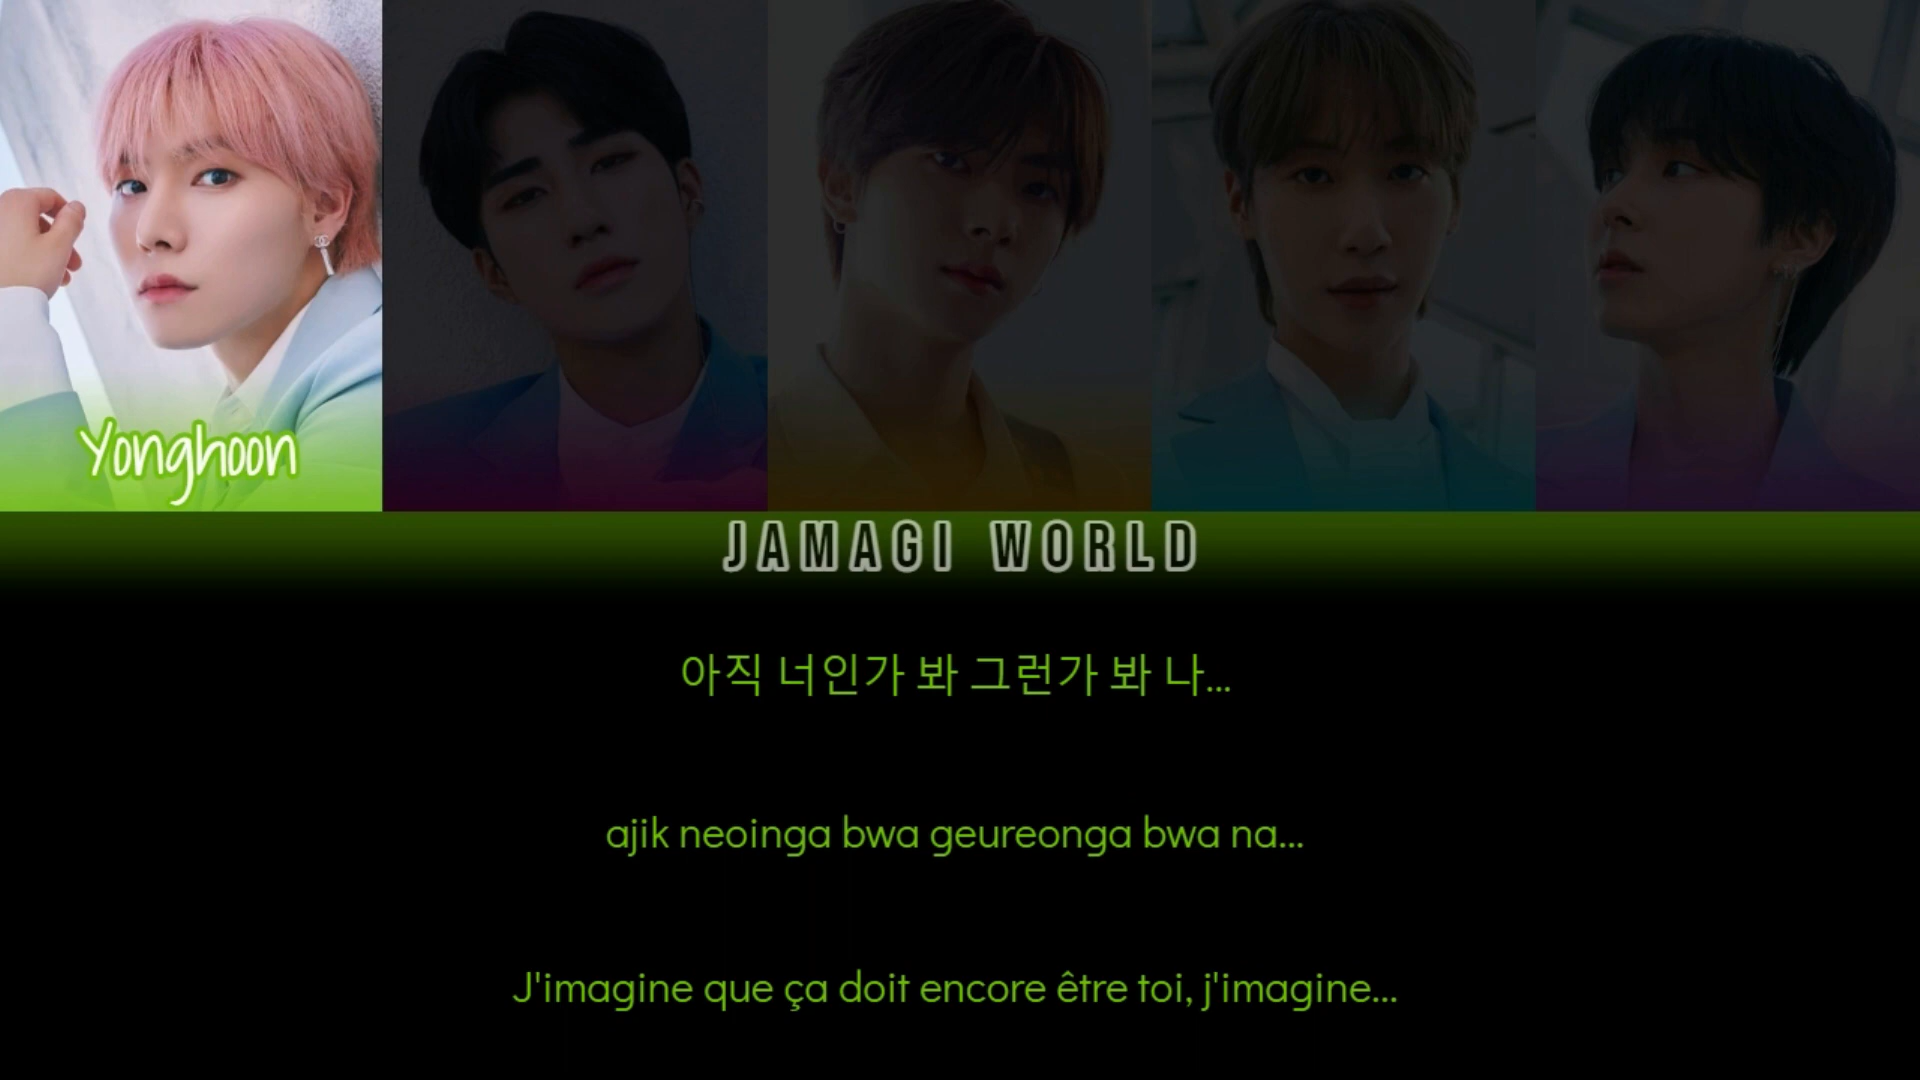 Yonghoon
JAMAGI WORLD
아직 너인가 봐 그런가 봐 나...
ajik neoinga bwa geureonga bwa na...
J'imagine que ça doit encore être toi, j'imagine...